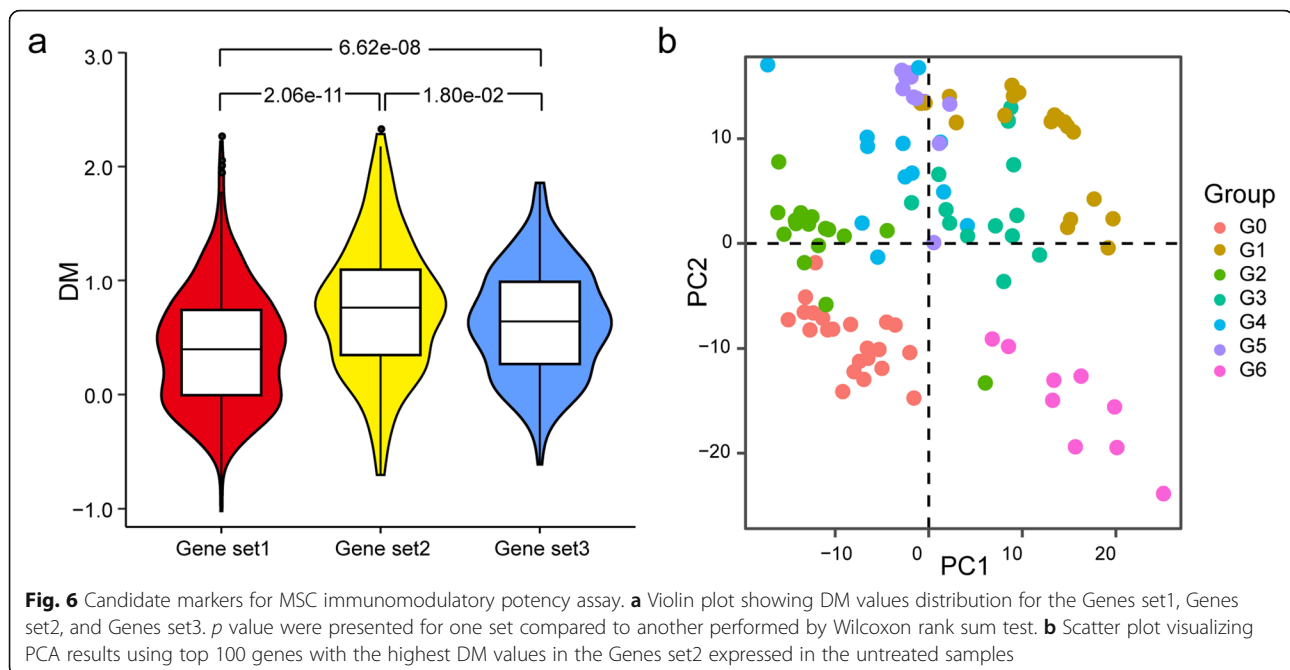 a
3.0
2.0
1.0
0.0
−1.0
DM
6.62e-08
2.06e-11
1.80e-02
Gene set1
Gene set2
Gene set3
b
10
0
−10
−20
PC2
−10
0
10
20
PC1
Group
G0
G1
G2
G3
G4
G5
G6
Fig. 6 Candidate markers for MSC immunomodulatory potency assay. a Violin plot showing DM values distribution for the Genes set1, Genes
set2, and Genes set3. p value were presented for one set compared to another performed by Wilcoxon rank sum test. b Scatter plot visualizing
PCA results using top 100 genes with the highest DM values in the Genes set2 expressed in the untreated samples